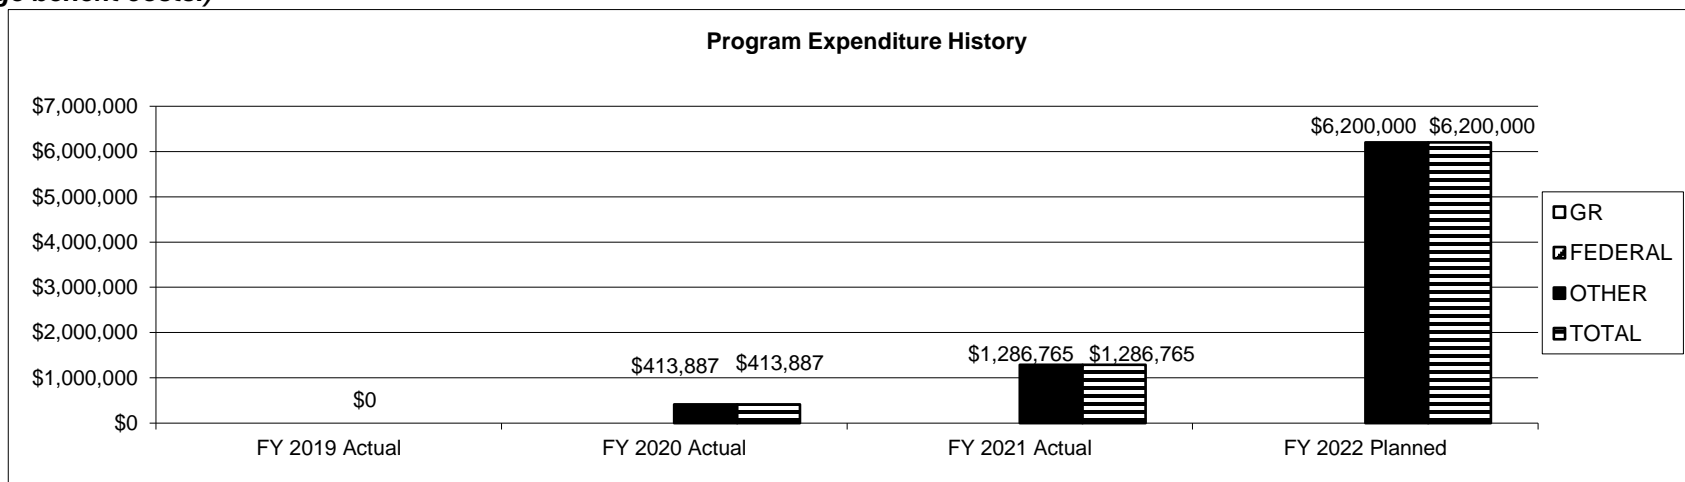 ge benefit costs.)
Program Expenditure History
$7,000,000
$6,000,000
$5,000,000
$4,000,000
$3,000,000
$2,000,000
$1,000,000
$0
$0
$413,887 $413,887
$1,286,765 $1,286,765
$6,200,000 $6,200,000
FY 2019 Actual FY 2020 Actual FY 2021 Actual FY 2022 Planned
GR
FEDERAL
OTHER
TOTAL